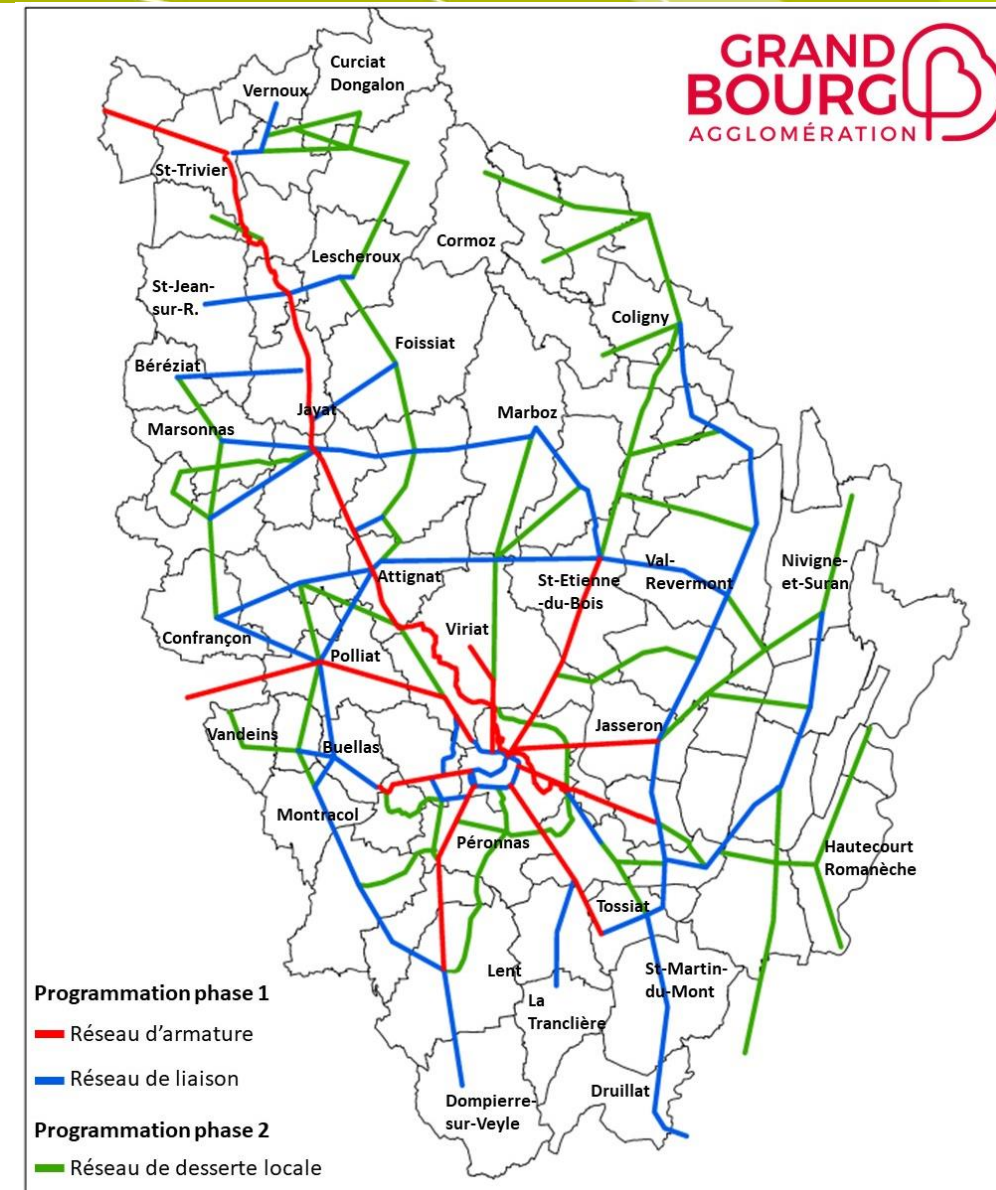 GRAND
BOURG
AGGLOMÉRATION
Curciat
Dongalon
Vernoux
St-Trivier
Cormoz
Lescheroux
St-Jean-
sur-R.
Coligny
Foissiat
Béréziat
Jayat
Marboz
Marsonnas
Attignat
St-Etienne
-du-Bois
Val-
Revermont
Nivigne-
et-Suran
Viriat
Confrançon
Polliat
Jasseron
Vandeins
Buellas
Montracol
Péronnas
Hautecourt
Romanèche
Tossiat
Lent
St-Martin-
du-Mont
La
Tranclière
Druillat
Dompierre-
sur-Veyle
Programmation phase 1
Réseau d'armature
Réseau de liaison
Programmation phase 2
Réseau de desserte locale